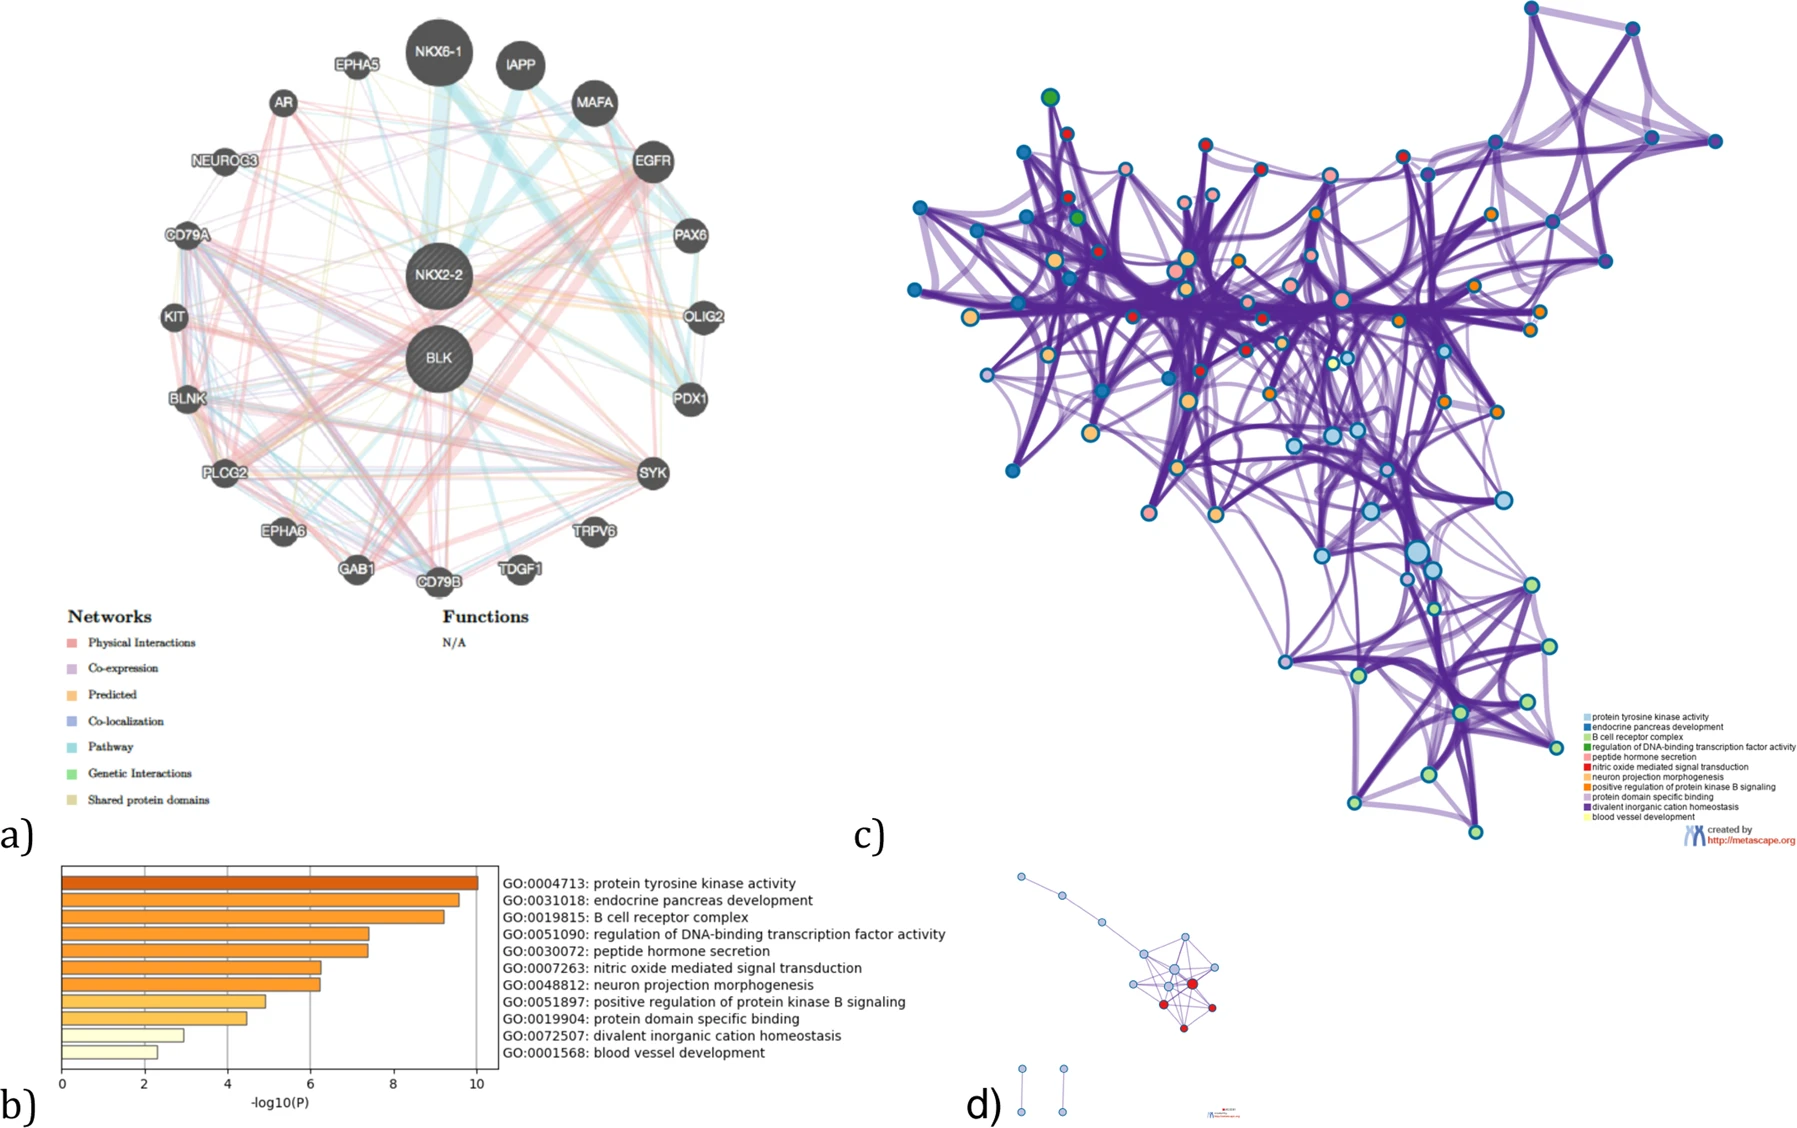 NKX6-1
IAPP
EPHA5
MAFA
AR
EGFR
NEUROG3
PAX6
CD79A
NKX2-2
OLIG2
KIT
BLK
PDX1
BLNK
SYK
PLCG2
TRPV6
EPHA6
GAB1
TDGF1
CD79B
Networks
Physical Interactions
Co-expression
Predicted
Co-localization
Pathway
Genetic Interactions
Shared protein domains
Functions
N/A
a)
protein tyrosine kinase activity
endocrine pancreas development
B cell receptor complex
regulation of DNA-binding transcription factor activity
peptide hormone secretion
nitric oxide mediated signal transduction
neuron projection morphogenesis
positive regulation of protein kinase B signaling
protein domain specific binding
divalent inorganic cation homeostasis
blood vessel development
created by
http://metascape.org
c)
GO:0004713: protein tyrosine kinase activity
GO:0031018: endocrine pancreas development
GO:0019815: B cell receptor complex
GO:0051090: regulation of DNA-binding transcription factor activity
GO:0030072: peptide hormone secretion
GO:0007263: nitric oxide mediated signal transduction
GO:0048812: neuron projection morphogenesis
GO:0051897: positive regulation of protein kinase B signaling
GO:0019904: protein domain specific binding
GO:0072507: divalent inorganic cation homeostasis
GO:0001568: blood vessel development
0 2 4 6 8 10
-log10(P)
b)
d)